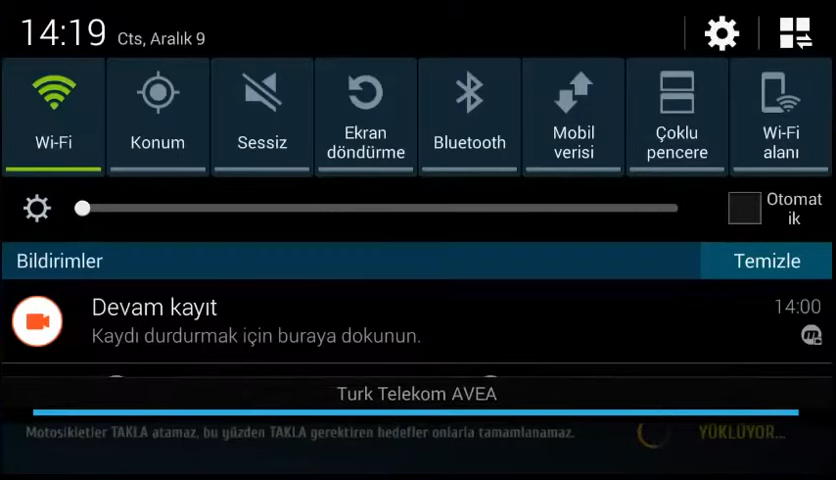 14:19 Cts, Aralık 9
Wi-Fi
Konum
Sessiz
Ekran
döndürme
Bluetooth
Mobil
verisi
Çoklu
pencere
Wi-Fi
alanı
Otomat
ik
Bildirimler
Temizle
Devam kayıt
14:00
Kaydı durdurmak için buraya dokunun.
Turk Telekom AVEA
Motosikletler TAKLA atamaz, bu yüzden TAKLA gerektiren hedefler onlarla tamamlanamaz.
YÜKLÜYOR...